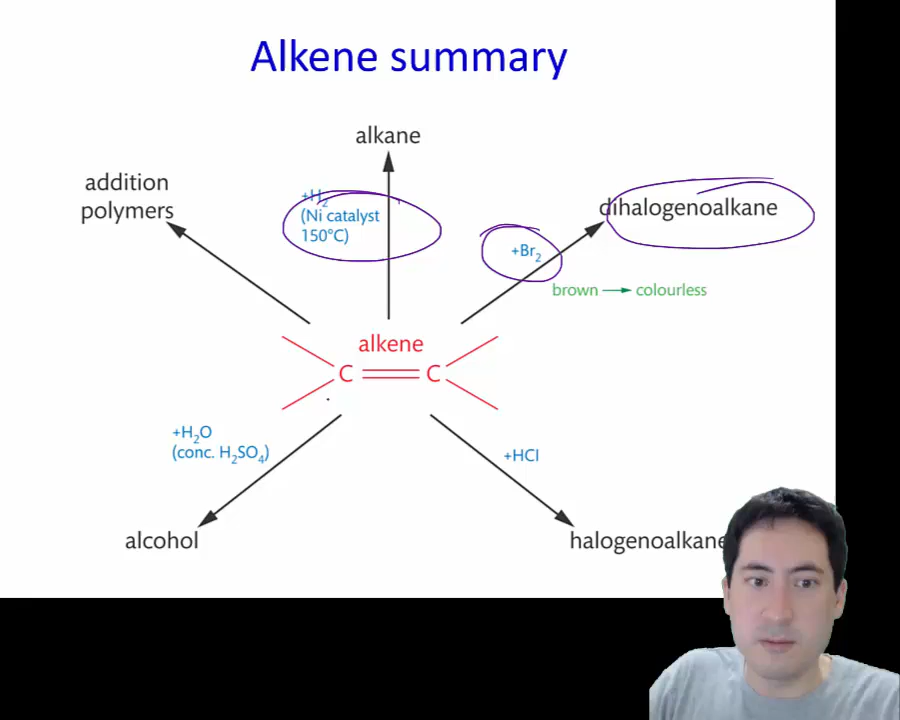 Alkene summary
alkane
addition
polymers
+H₂
(Ni catalyst
150°C)
dihalogenoalkane
+Br₂
brown → colourless
alkene
C = C
+H₂O
(conc. H₂SO₄)
+HCl
alcohol
halogenoalkane